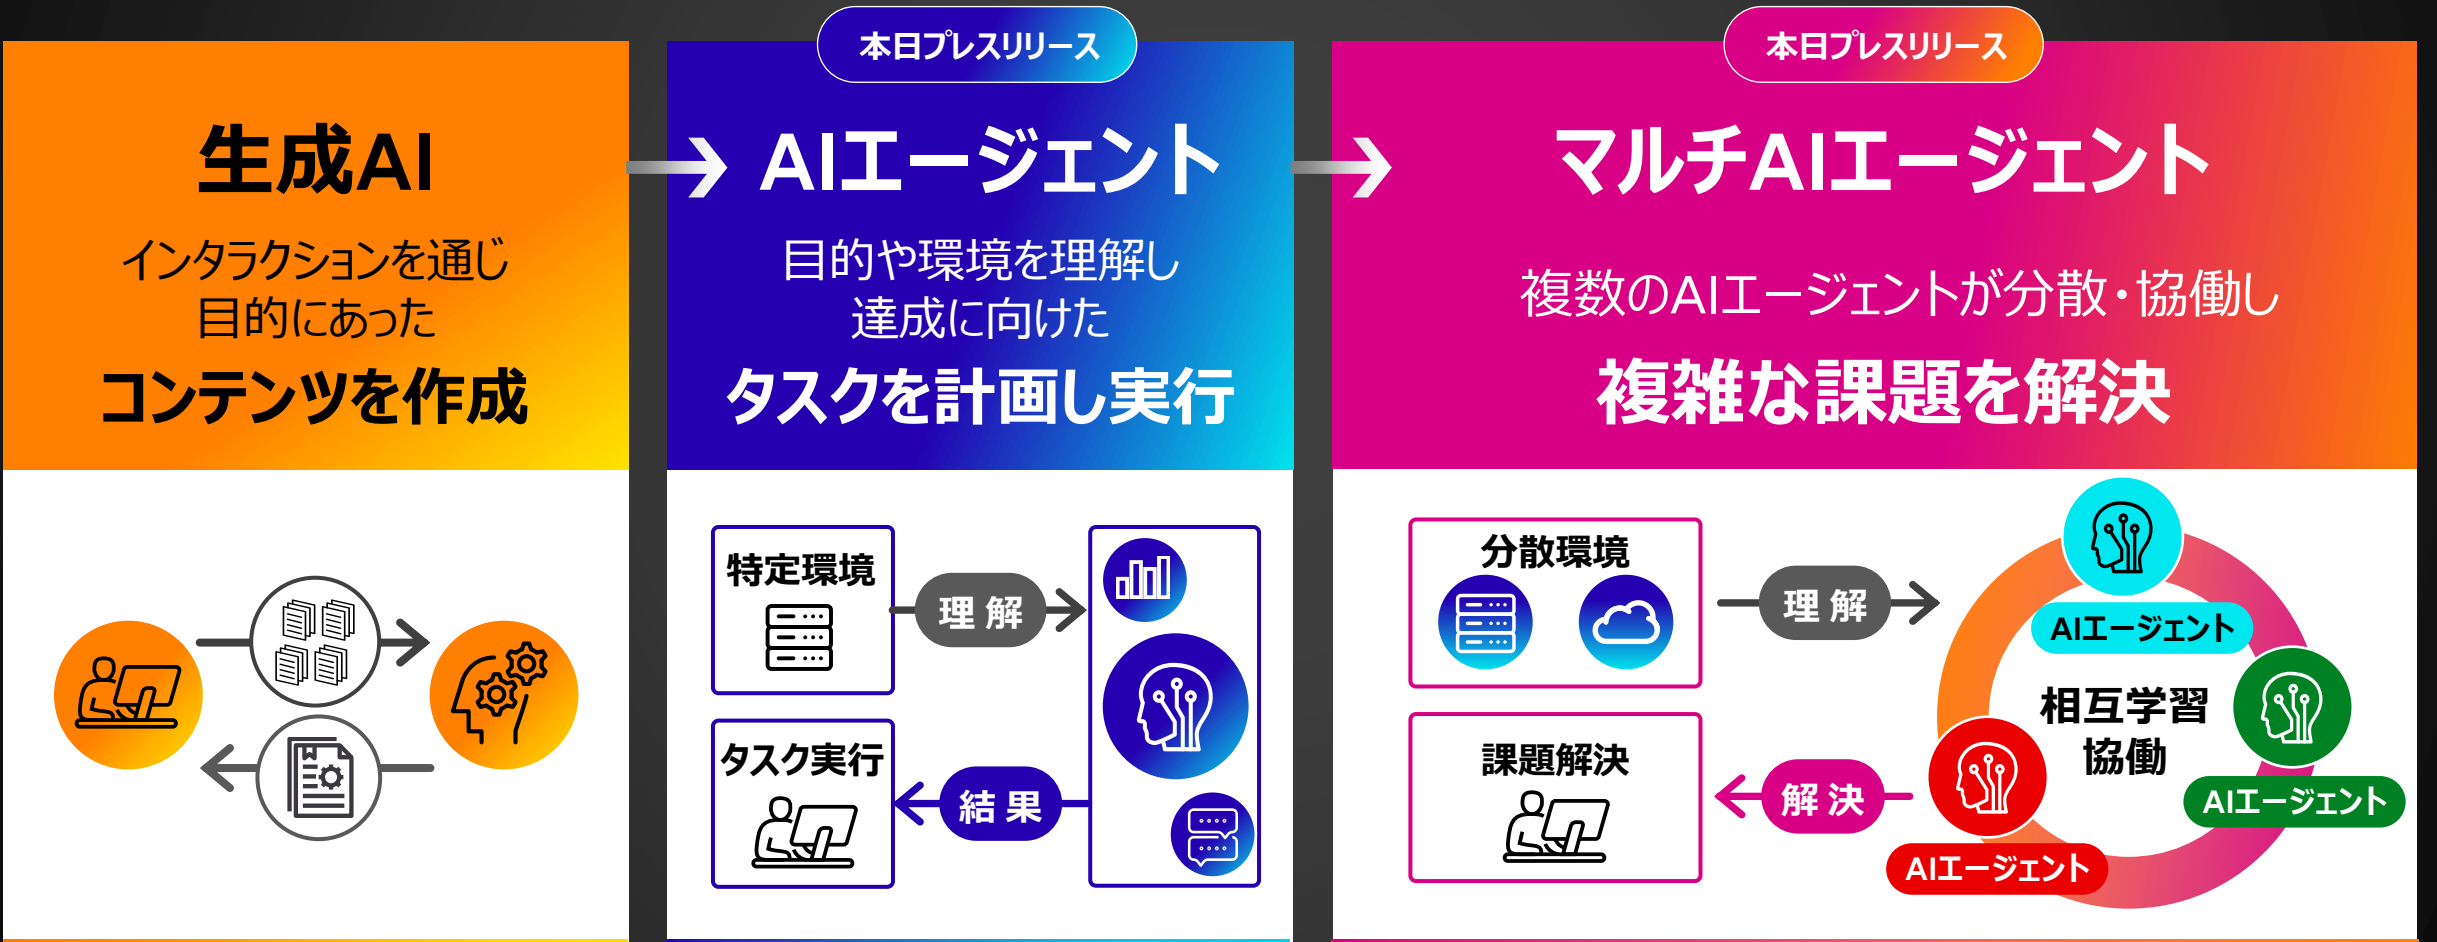 生成AI
インタラクションを通じ
目的にあった
コンテンツを作成
本日プレスリリース
AIエージェント
目的や環境を理解し
達成に向けた
タスクを計画し実行
特定環境
理解
タスク実行
結果
本日プレスリリース
マルチAIエージェント
複数のAIエージェントが分散・協働し
複雑な課題を解決
分散環境
理解
課題解決
解決
AIエージェント
相互学習
協働
AIエージェント
AIエージェント